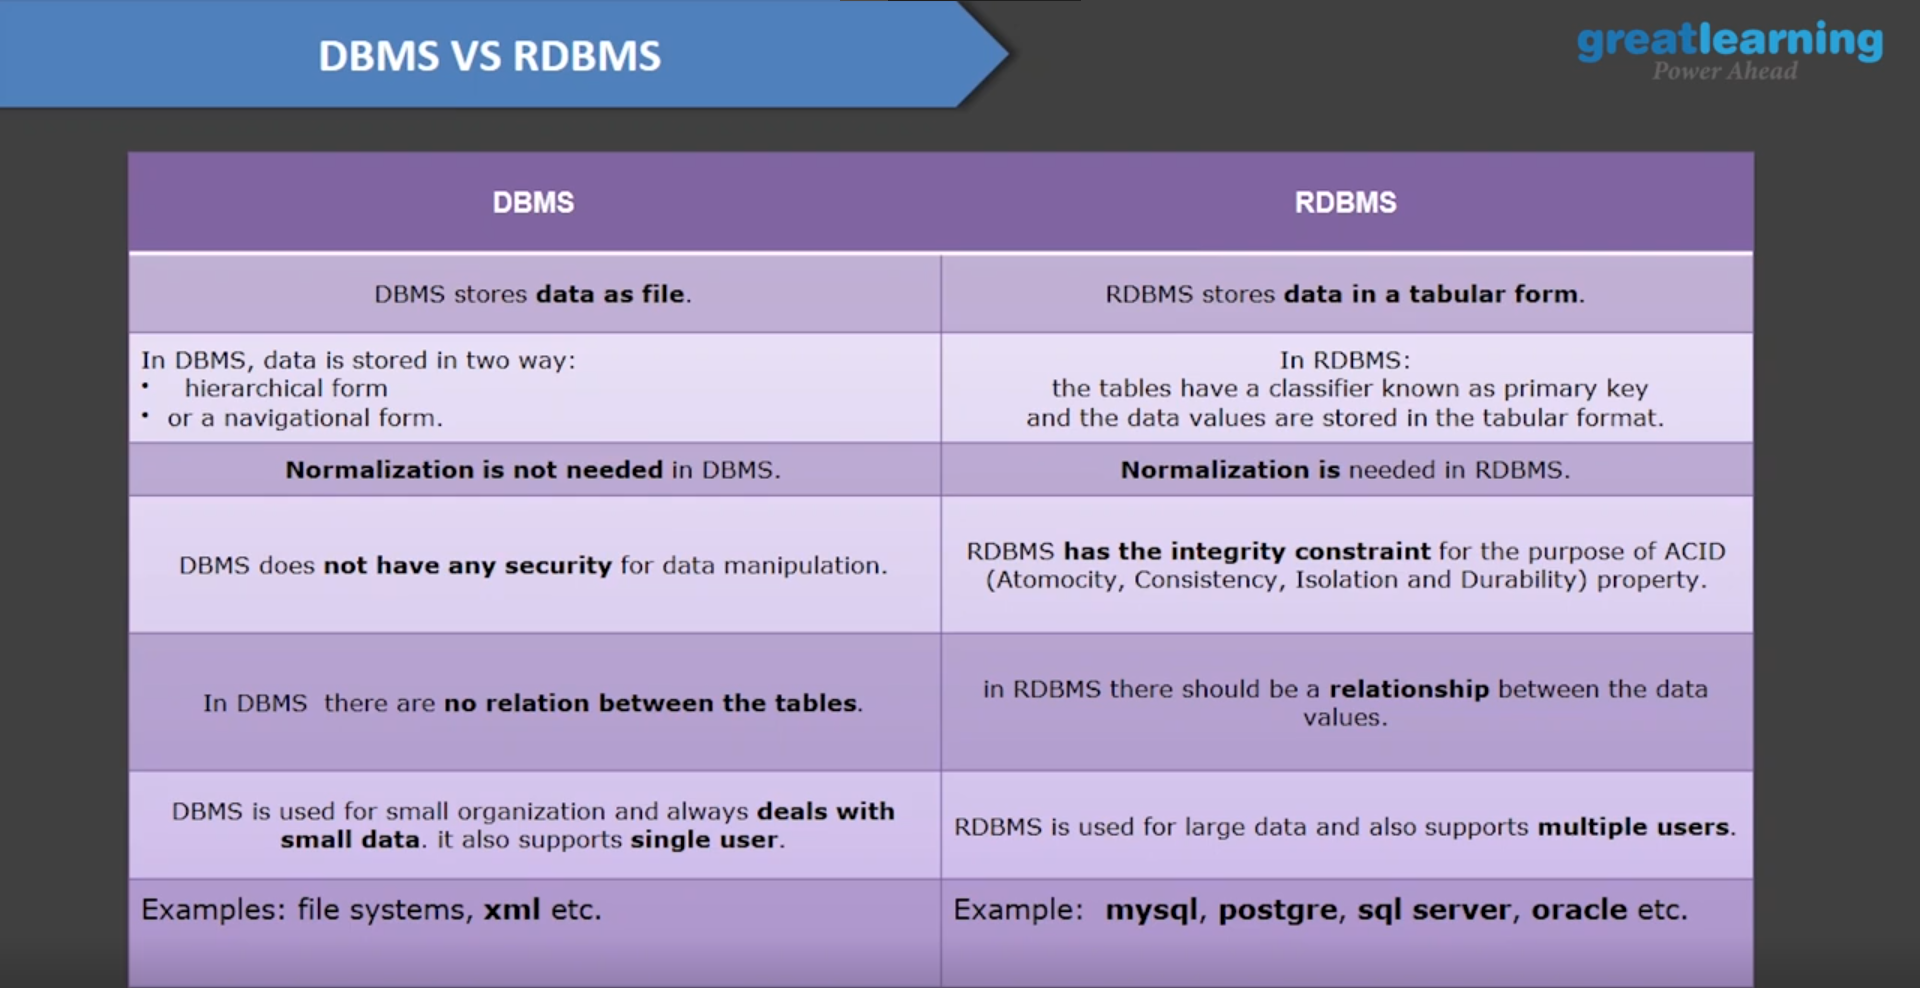 DBMS VS RDBMS
greatlearning
Power Ahead
DBMS
RDBMS
DBMS stores data as file.
RDBMS stores data in a tabular form.
In DBMS, data is stored in two way:
• hierarchical form
• or a navigational form.
In RDBMS:
the tables have a classifier known as primary key
and the data values are stored in the tabular format.
Normalization is not needed in DBMS.
Normalization is needed in RDBMS.
DBMS does not have any security for data manipulation.
RDBMS has the integrity constraint for the purpose of ACID
(Atomocity, Consistency, Isolation and Durability) property.
In DBMS there are no relation between the tables.
in RDBMS there should be a relationship between the data
values.
DBMS is used for small organization and always deals with
small data. it also supports single user.
RDBMS is used for large data and also supports multiple users.
Examples: file systems, xml etc.
Example: mysql, postgre, sql server, oracle etc.